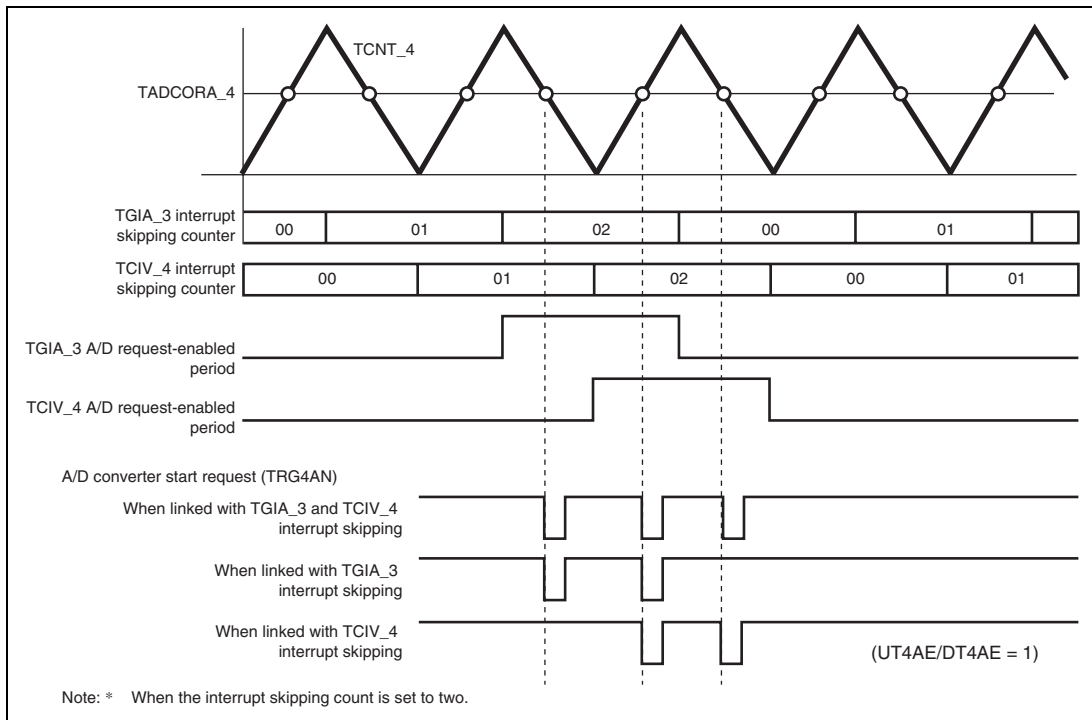 TCNT_4
TADCORA_4
TGIA_3 interrupt
skipping counter
00 01 02 00 01
TCIV_4 interrupt
skipping counter
00 01 02 00 01
TGIA_3 A/D request-enabled
period
TCIV_4 A/D request-enabled
period
A/D converter start request (TRG4AN)
When linked with TGIA_3 and TCIV_4
interrupt skipping
When linked with TGIA_3
interrupt skipping
When linked with TCIV_4
interrupt skipping
(UT4AE/DT4AE = 1)
Note: * When the interrupt skipping count is set to two.